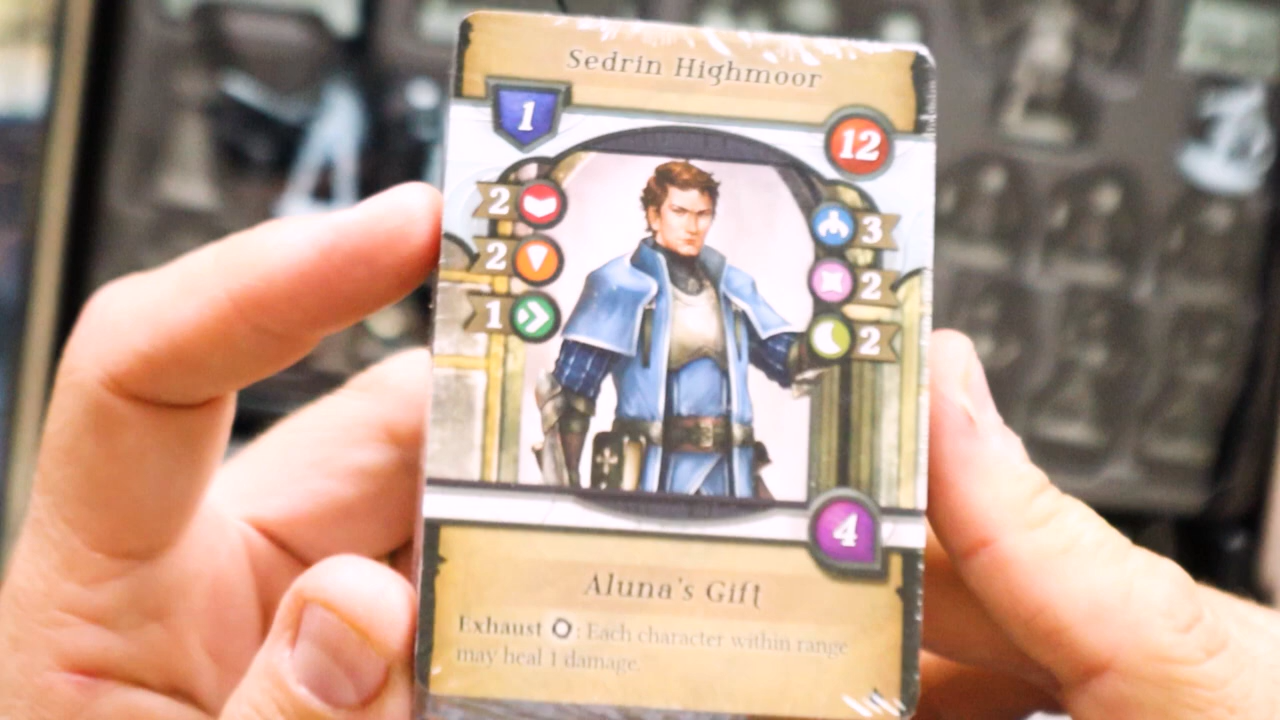 Sedrin Highmoor
1
12
2
3
2
2
1
2
4
Aluna's Gift
Exhaust : Each character within range
may heal 1 damage.